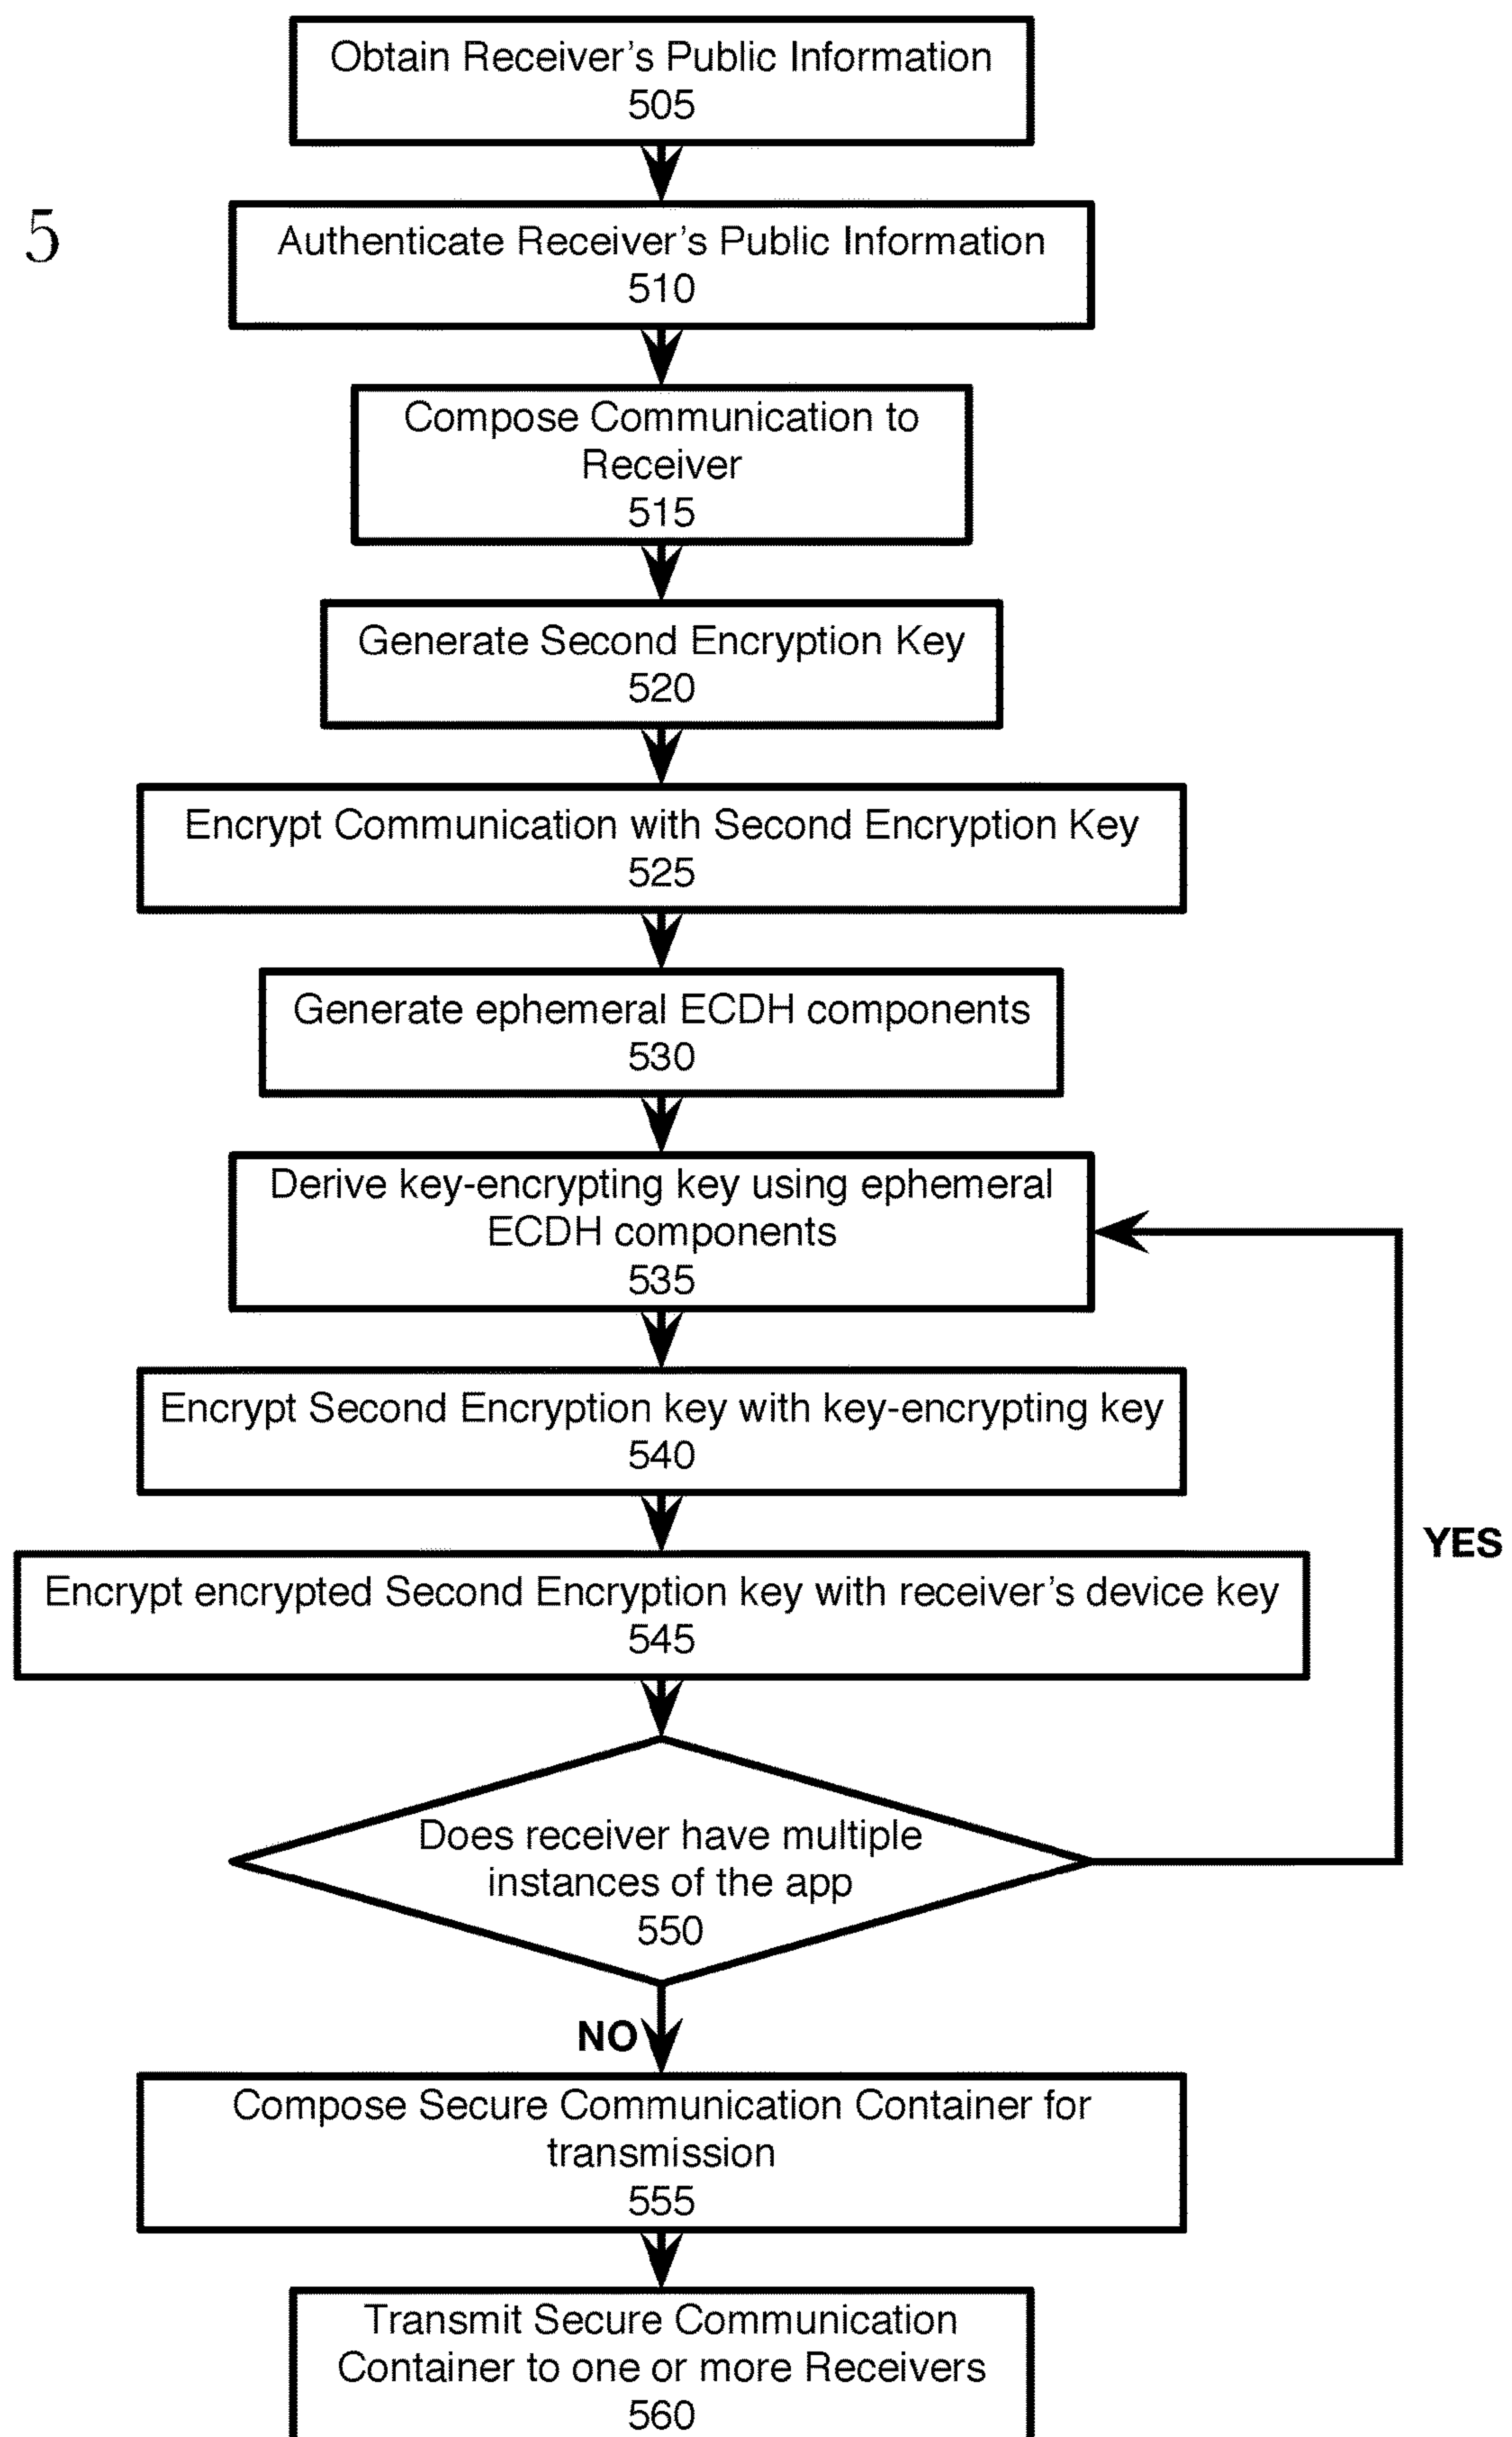 Obtain Receiver's Public Information
505
5
Authenticate Receiver's Public Information
510
Compose Communication to
Receiver
515
Generate Second Encryption Key
520
Encrypt Communication with Second Encryption Key
525
Generate ephemeral ECDH components
530
Derive key-encrypting key using ephemeral
ECDH components
535
Encrypt Second Encryption key with key-encrypting key
540
YES
Encrypt encrypted Second Encryption key with receiver's device key
545
Does receiver have multiple
instances of the app
550
NO
Compose Secure Communication Container for
transmission
555
Transmit Secure Communication
Container to one or more Receivers
560